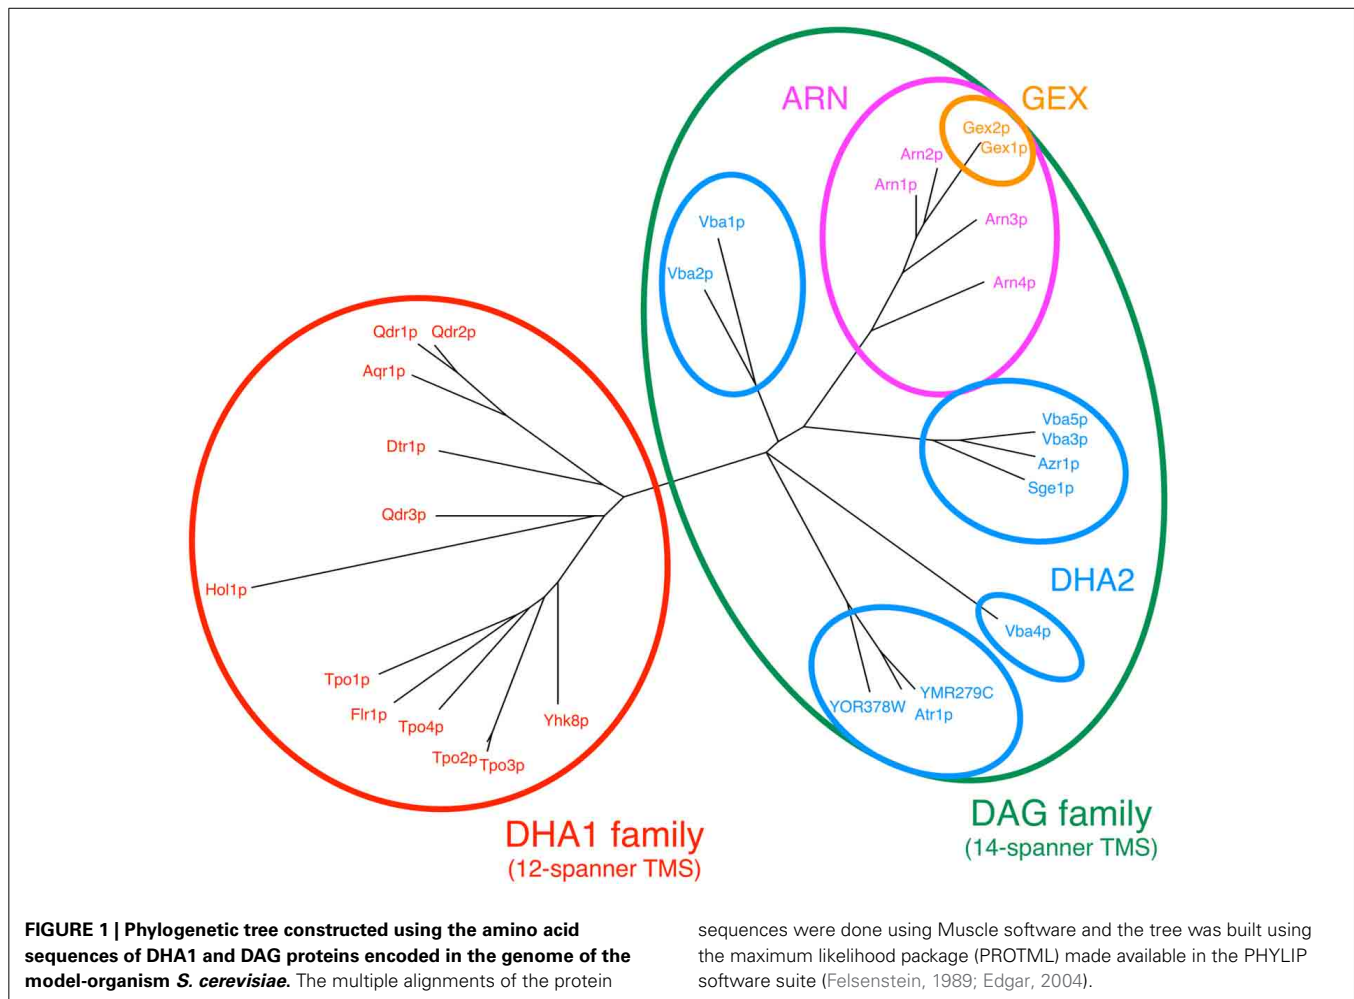 ARN
GEX
Gex2p
Gex1p
Arn2p
Arn1p
Arn3p
Arn4p
Vba1p
Vba2p
Qdr1p Qdr2p
Aqr1p
Dtr1p
Qdr3p
Hol1p
Tpo1p
Flr1p
Tpo4p
Tpo2p
Tpo3p
Yhk8p
Vba5p
Vba3p
Azr1p
Sge1p
DHA2
Vba4p
YMR279C
YOR378W
Atr1p
DAG family
(14-spanner TMS)
DHA1 family
(12-spanner TMS)
FIGURE 1 | Phylogenetic tree constructed using the amino acid
sequences of DHA1 and DAG proteins encoded in the genome of the
model-organism S. cerevisiae. The multiple alignments of the protein
sequences were done using Muscle software and the tree was built using
the maximum likelihood package (PROTML) made available in the PHYLIP
software suite (Felsenstein, 1989; Edgar, 2004).